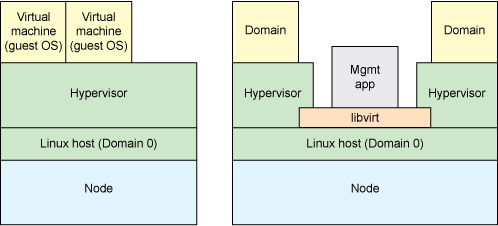 Virtual
machine
(guest OS)
Virtual
machine
(guest OS)
Hypervisor
Linux host (Domain 0)
Node
Domain
Domain
Mgmt
app
Hypervisor
Hypervisor
libvirt
Linux host (Domain 0)
Node